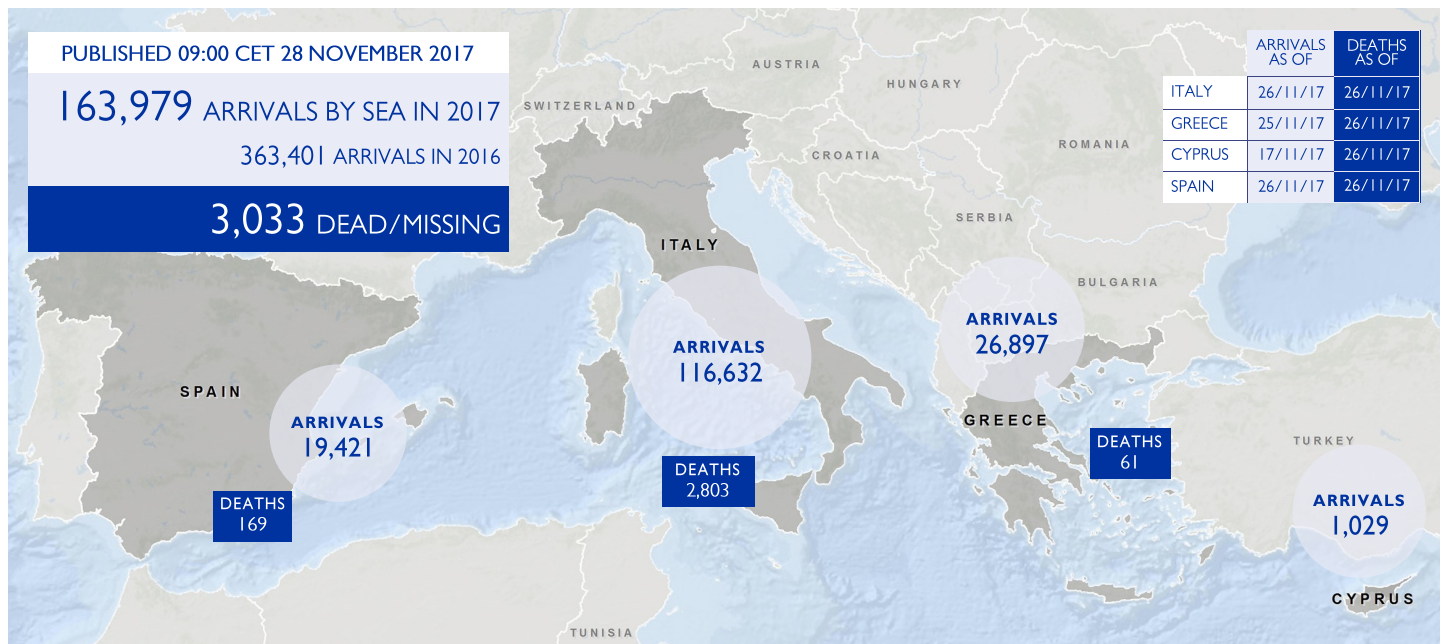 PUBLISHED 09:00 CET 28 NOVEMBER 2017
163,979 ARRIVALS BY SEA IN 2017
363,401 ARRIVALS IN 2016
3,033 DEAD/MISSING
ARRIVALS AS OF DEATHS AS OF
ITALY 26/11/17 26/11/17
GREECE 25/11/17 26/11/17
CYPRUS 17/11/17 26/11/17
SPAIN 26/11/17 26/11/17
AUSTRIA
HUNGARY
SWITZERLAND
CROATIA
ROMANIA
SERBIA
ITALY
BULGARIA
ARRIVALS
26,897
ARRIVALS
116,632
SPAIN
ARRIVALS
19,421
GREECE
DEATHS
61
TURKEY
DEATHS
2,803
DEATHS
169
ARRIVALS
1,029
CYPRUS
TUNISIA